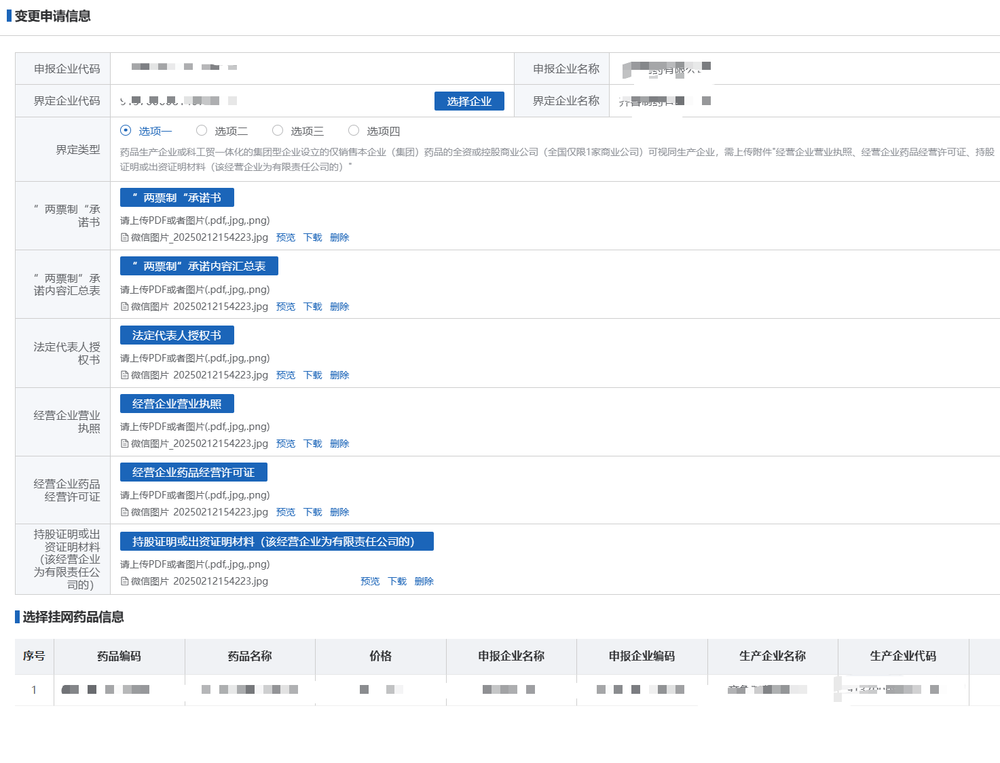 变更申请信息
申报企业代码
申报企业名称
界定企业代码
选择企业
界定企业名称
界定类型
选项一 选项二 选项三 选项四
药品生产企业或科工贸一体化的集团型企业设立的仅销售本企业（集团）药品的全资或控股商业公司（全国仅限1家商业公司）可视同生产企业，需上传附件"经营企业营业执照、经营企业药品经营许可证、持股
证明或出资证明材料（该经营企业为有限责任公司的）"
”两票制“承
诺书
”两票制“承诺书
请上传PDF或者图片(.pdf,.jpg,.png)
微信图片_20250212154223.jpg 预览 下载 删除
”两票制”承
诺内容汇总表
”两票制”承诺内容汇总表
请上传PDF或者图片(.pdf,.jpg,.png)
微信图片_20250212154223.jpg 预览 下载 删除
法定代表人授
权书
法定代表人授权书
请上传PDF或者图片(.pdf,.jpg,.png)
微信图片_20250212154223.jpg 预览 下载 删除
经营企业营业
执照
经营企业营业执照
请上传PDF或者图片(.pdf,.jpg,.png)
微信图片_20250212154223.jpg 预览 下载 删除
经营企业药品
经营许可证
经营企业药品经营许可证
请上传PDF或者图片(.pdf,.jpg,.png)
微信图片_20250212154223.jpg 预览 下载 删除
持股证明或出
资证明材料
（该经营企业
为有限责任公
司的）
持股证明或出资证明材料（该经营企业为有限责任公司的）
请上传PDF或者图片(.pdf,.jpg,.png)
微信图片_20250212154223.jpg 预览 下载 删除
选择挂网药品信息
序号 药品编码 药品名称 价格 申报企业名称 申报企业编码 生产企业名称 生产企业代码
1